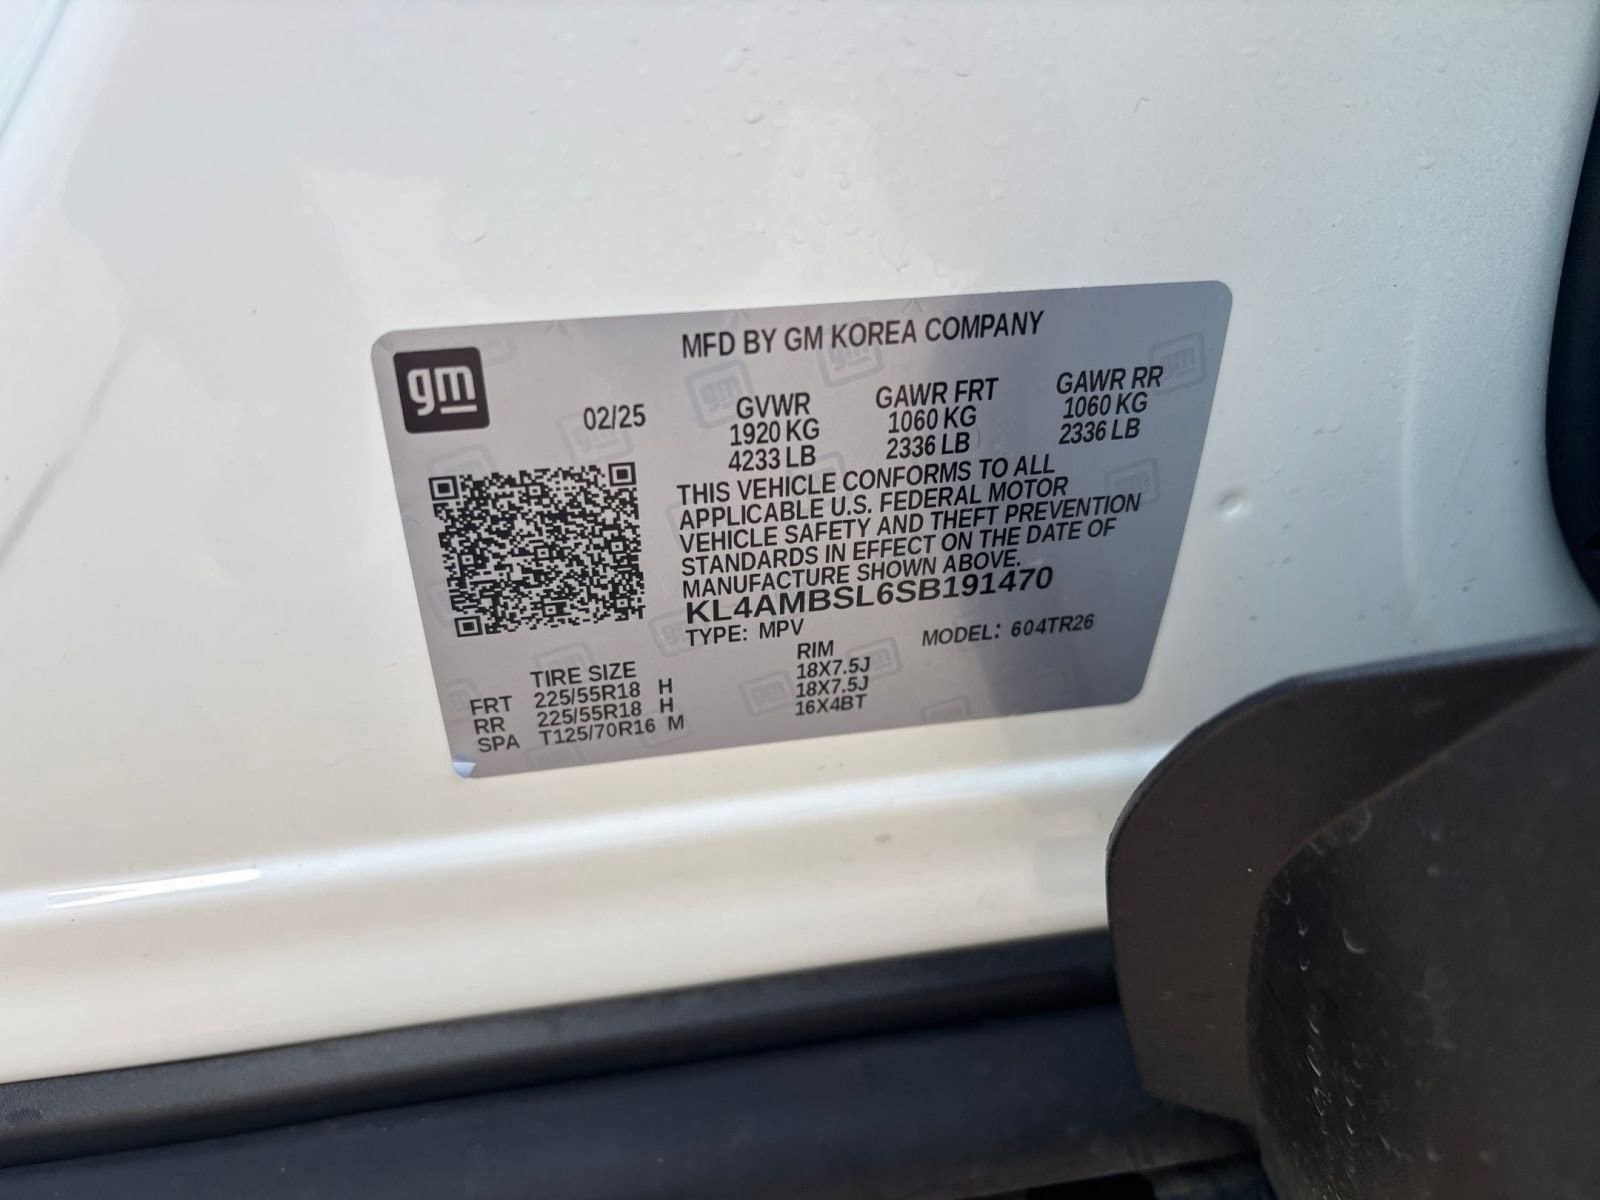 gm
MFD BY GM KOREA COMPANY
02/25
GVWR GAWR FRT GAWR RR
1920 KG 1060 KG 1060 KG
4233 LB 2336 LB 2336 LB
THIS VEHICLE CONFORMS TO ALL
APPLICABLE U.S. FEDERAL MOTOR
VEHICLE SAFETY AND THEFT PREVENTION
STANDARDS IN EFFECT ON THE DATE OF
MANUFACTURE SHOWN ABOVE.
KL4AMBSL6SB191470
TYPE: MPV MODEL: 604TR26
TIRE SIZE RIM
FRT 225/55R18 H 18X7.5J
RR 225/55R18 H 18X7.5J
SPA T125/70R16 M 16X4BT